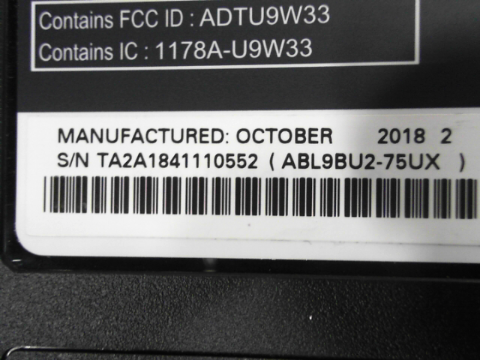 Contains FCC ID : ADTU9W33
Contains IC : 1178A-U9W33
MANUFACTURED: OCTOBER 2018 2
S/N TA2A1841110552 ( ABL9BU2-75UX )